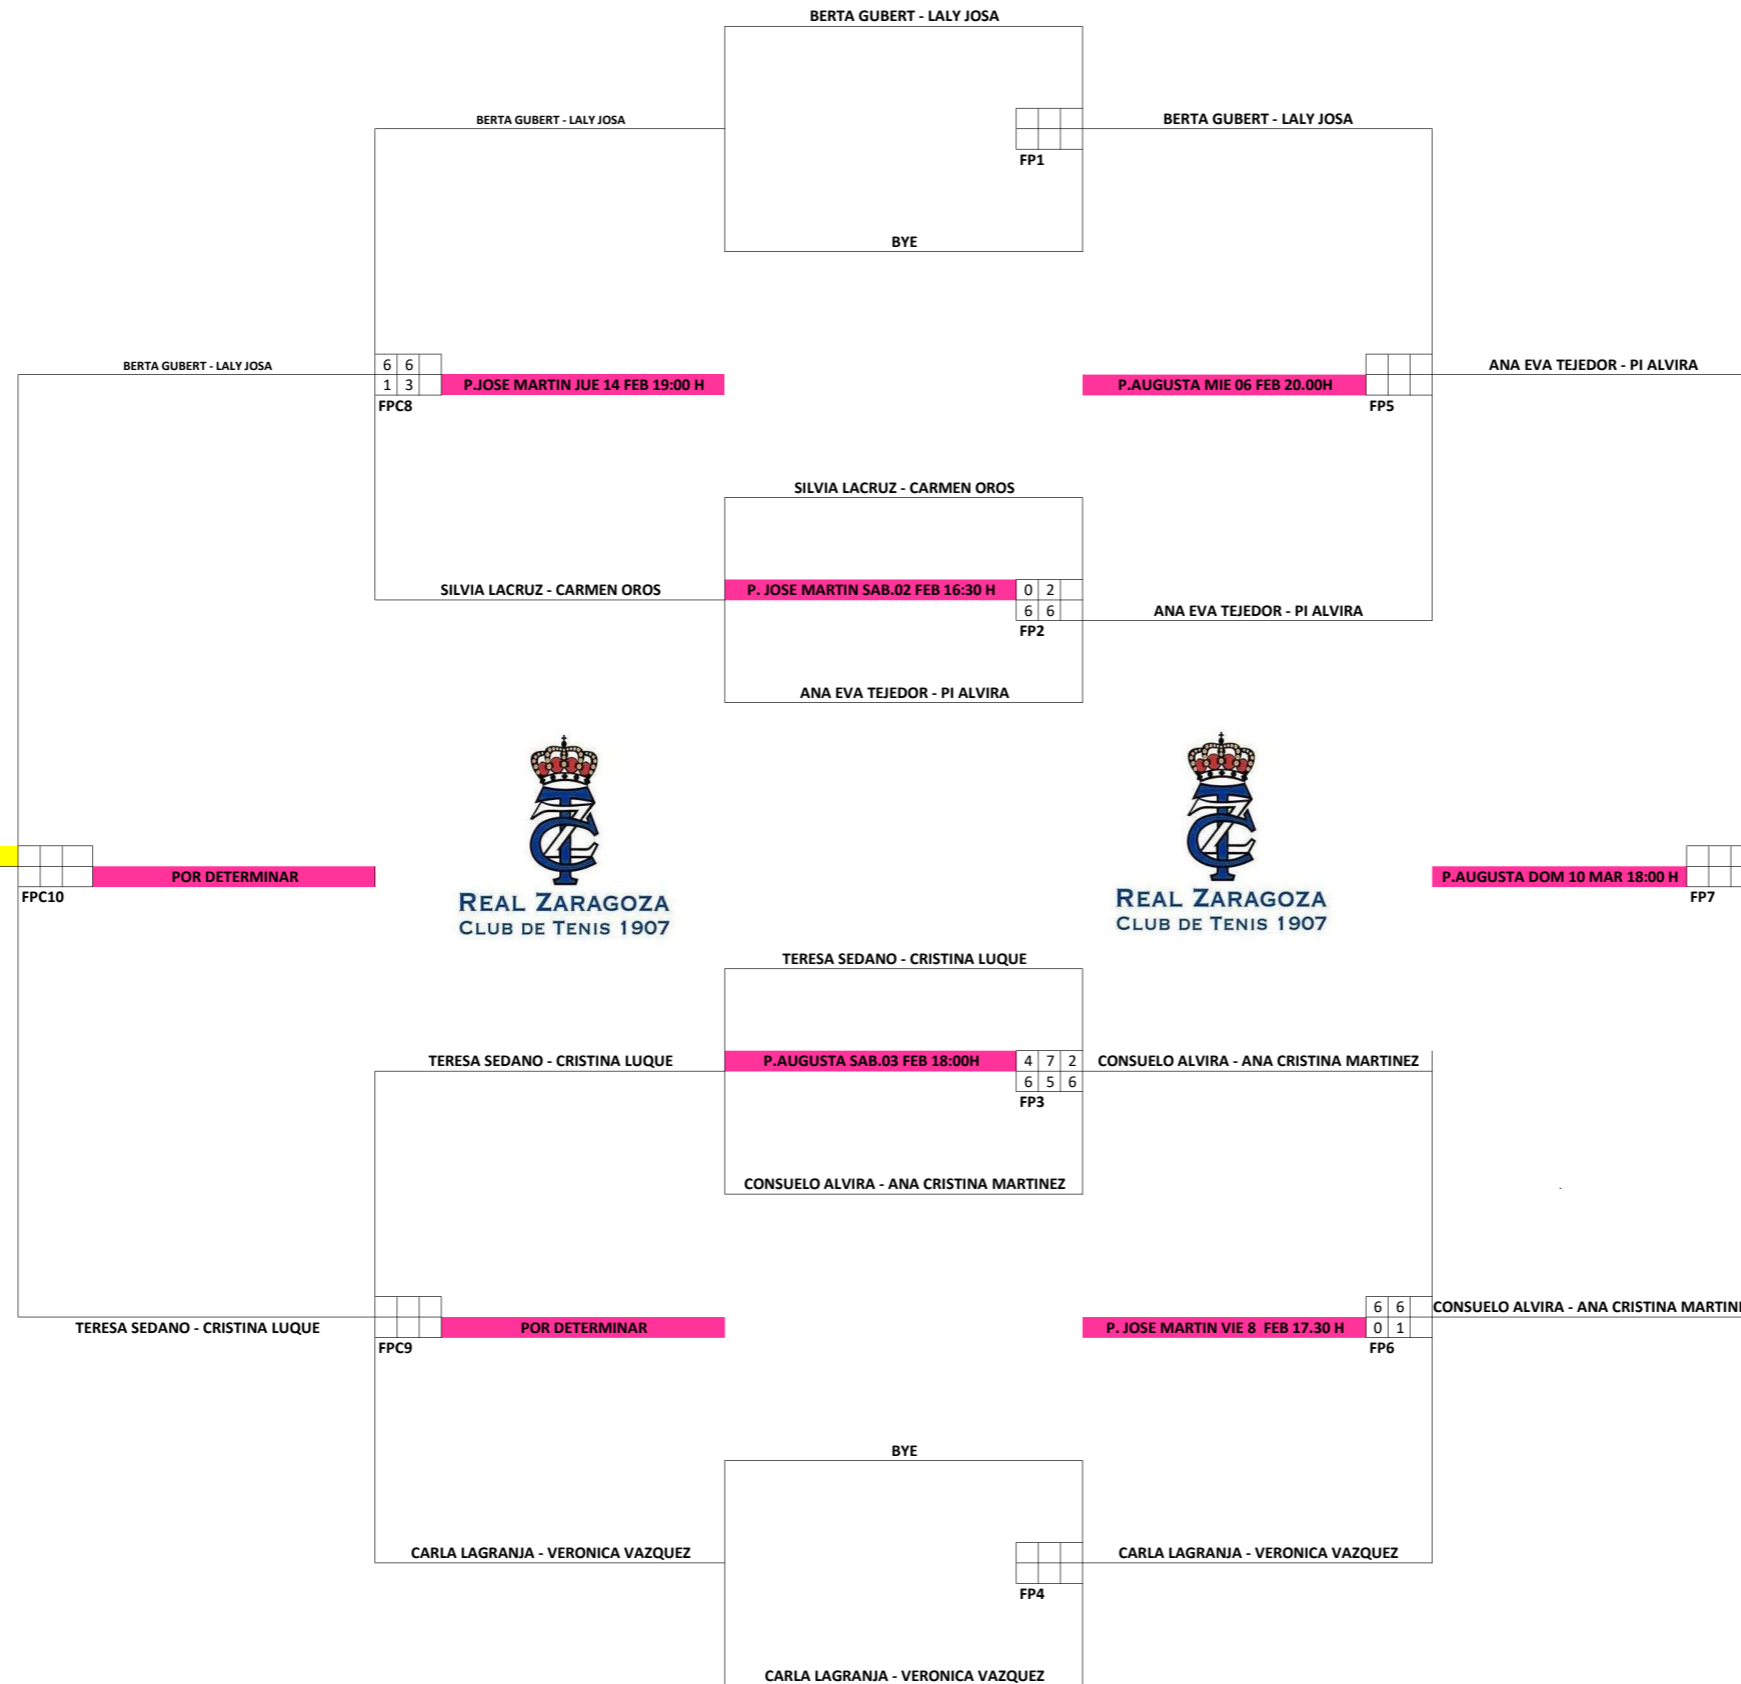 BERTA GUBERT - LALY JOSA
BERTA GUBERT - LALY JOSA
BERTA GUBERT - LALY JOSA
FP1
BYE
BERTA GUBERT - LALY JOSA
6 6
1 3
P.JOSE MARTIN JUE 14 FEB 19:00 H
FPC8
P.AUGUSTA MIE 06 FEB 20.00H
FP5
ANA EVA TEJEDOR - PI ALVIRA
SILVIA LACRUZ - CARMEN OROS
SILVIA LACRUZ - CARMEN OROS
P. JOSE MARTIN SAB.02 FEB 16:30 H
0 2
6 6
FP2
ANA EVA TEJEDOR - PI ALVIRA
ANA EVA TEJEDOR - PI ALVIRA
POR DETERMINAR
FPC10
REAL ZARAGOZA
CLUB DE TENIS 1907
REAL ZARAGOZA
CLUB DE TENIS 1907
P.AUGUSTA DOM 10 MAR 18:00 H
FP7
TERESA SEDANO - CRISTINA LUQUE
TERESA SEDANO - CRISTINA LUQUE
P.AUGUSTA SAB.03 FEB 18:00H
4 7 2
6 5 6
FP3
CONSUELO ALVIRA - ANA CRISTINA MARTINEZ
CONSUELO ALVIRA - ANA CRISTINA MARTINEZ
TERESA SEDANO - CRISTINA LUQUE
POR DETERMINAR
FPC9
P. JOSE MARTIN VIE 8 FEB 17.30 H
6 6
0 1
FP6
CONSUELO ALVIRA - ANA CRISTINA MARTIN
BYE
CARLA LAGRANJA - VERONICA VAZQUEZ
FP4
CARLA LAGRANJA - VERONICA VAZQUEZ
CARLA LAGRANJA - VERONICA VAZQUEZ